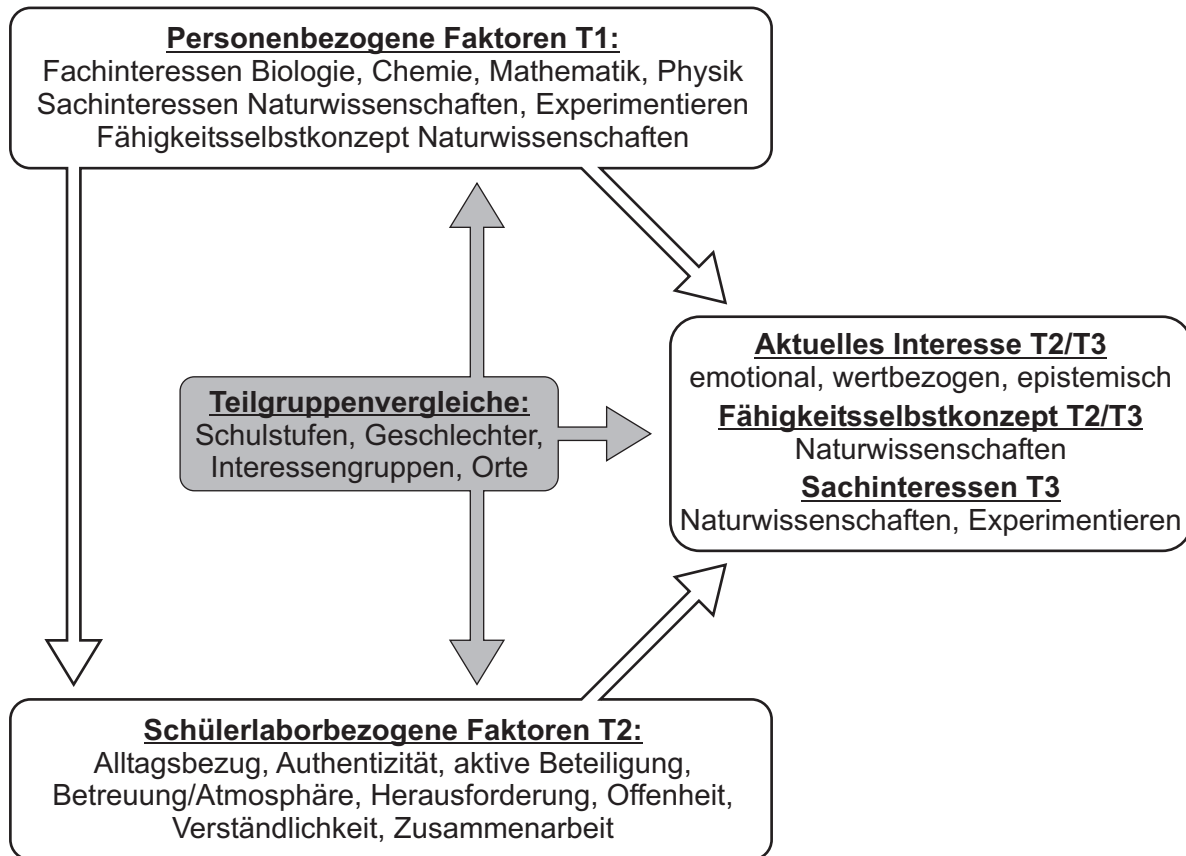 Personenbezogene Faktoren T1:
Fachinteressen Biologie, Chemie, Mathematik, Physik
Sachinteressen Naturwissenschaften, Experimentieren
Fähigkeitsselbstkonzept Naturwissenschaften
Teilgruppenvergleiche:
Schulstufen, Geschlechter,
Interessengruppen, Orte
Aktuelles Interesse T2/T3
emotional, wertbezogen, epistemisch
Fähigkeitsselbstkonzept T2/T3
Naturwissenschaften
Sachinteressen T3
Naturwissenschaften, Experimentieren
Schülerlaborbezogene Faktoren T2:
Alltagsbezug, Authentizität, aktive Beteiligung,
Betreuung/Atmosphäre, Herausforderung, Offenheit,
Verständlichkeit, Zusammenarbeit